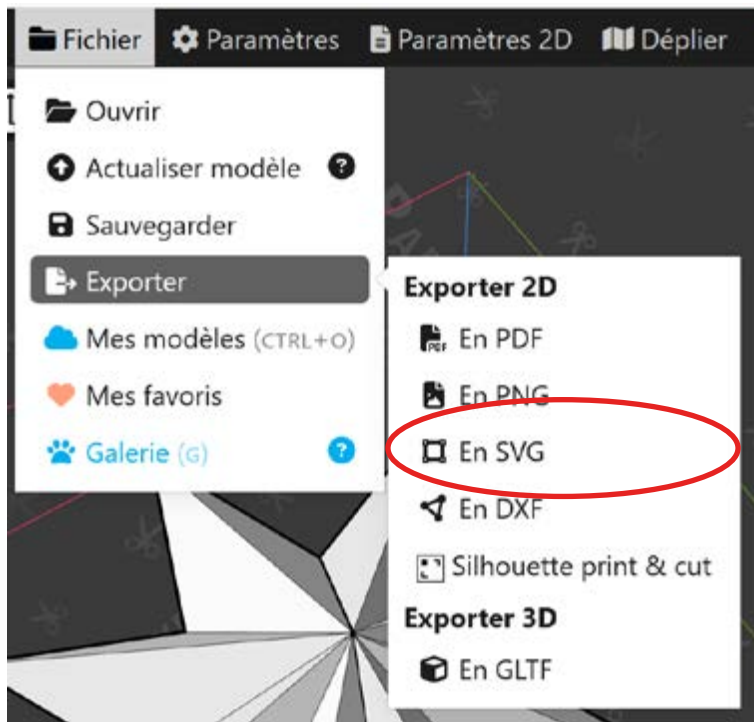 Fichier Paramètres Paramètres 2D Déplier
Ouvrir
Actualiser modèle ?
Sauvegarder
Exporter
Mes modèles (CTRL+O)
Mes favoris
Galerie (G) ?
Exporter 2D
PDF En PDF
En PNG
En SVG
En DXF
Silhouette print & cut
Exporter 3D
En GLTF